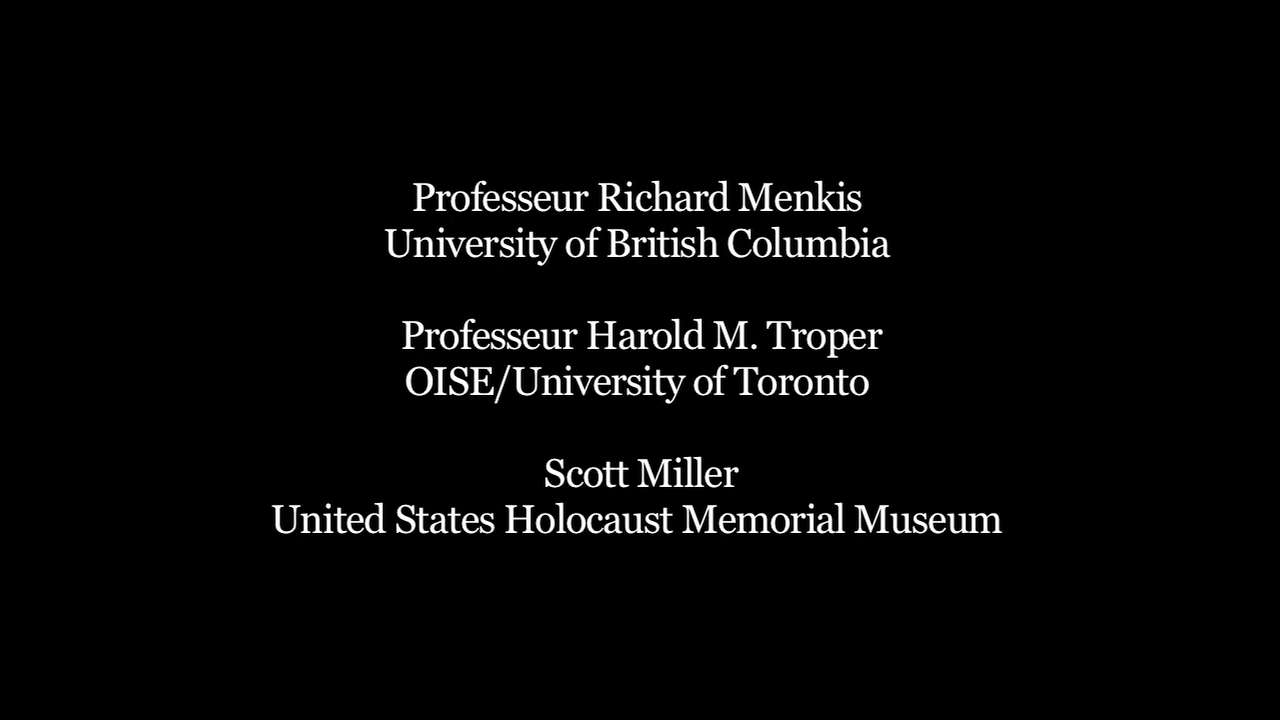 Professeur Richard Menkis
University of British Columbia
Professeur Harold M. Troper
OISE/University of Toronto
Scott Miller
United States Holocaust Memorial Museum